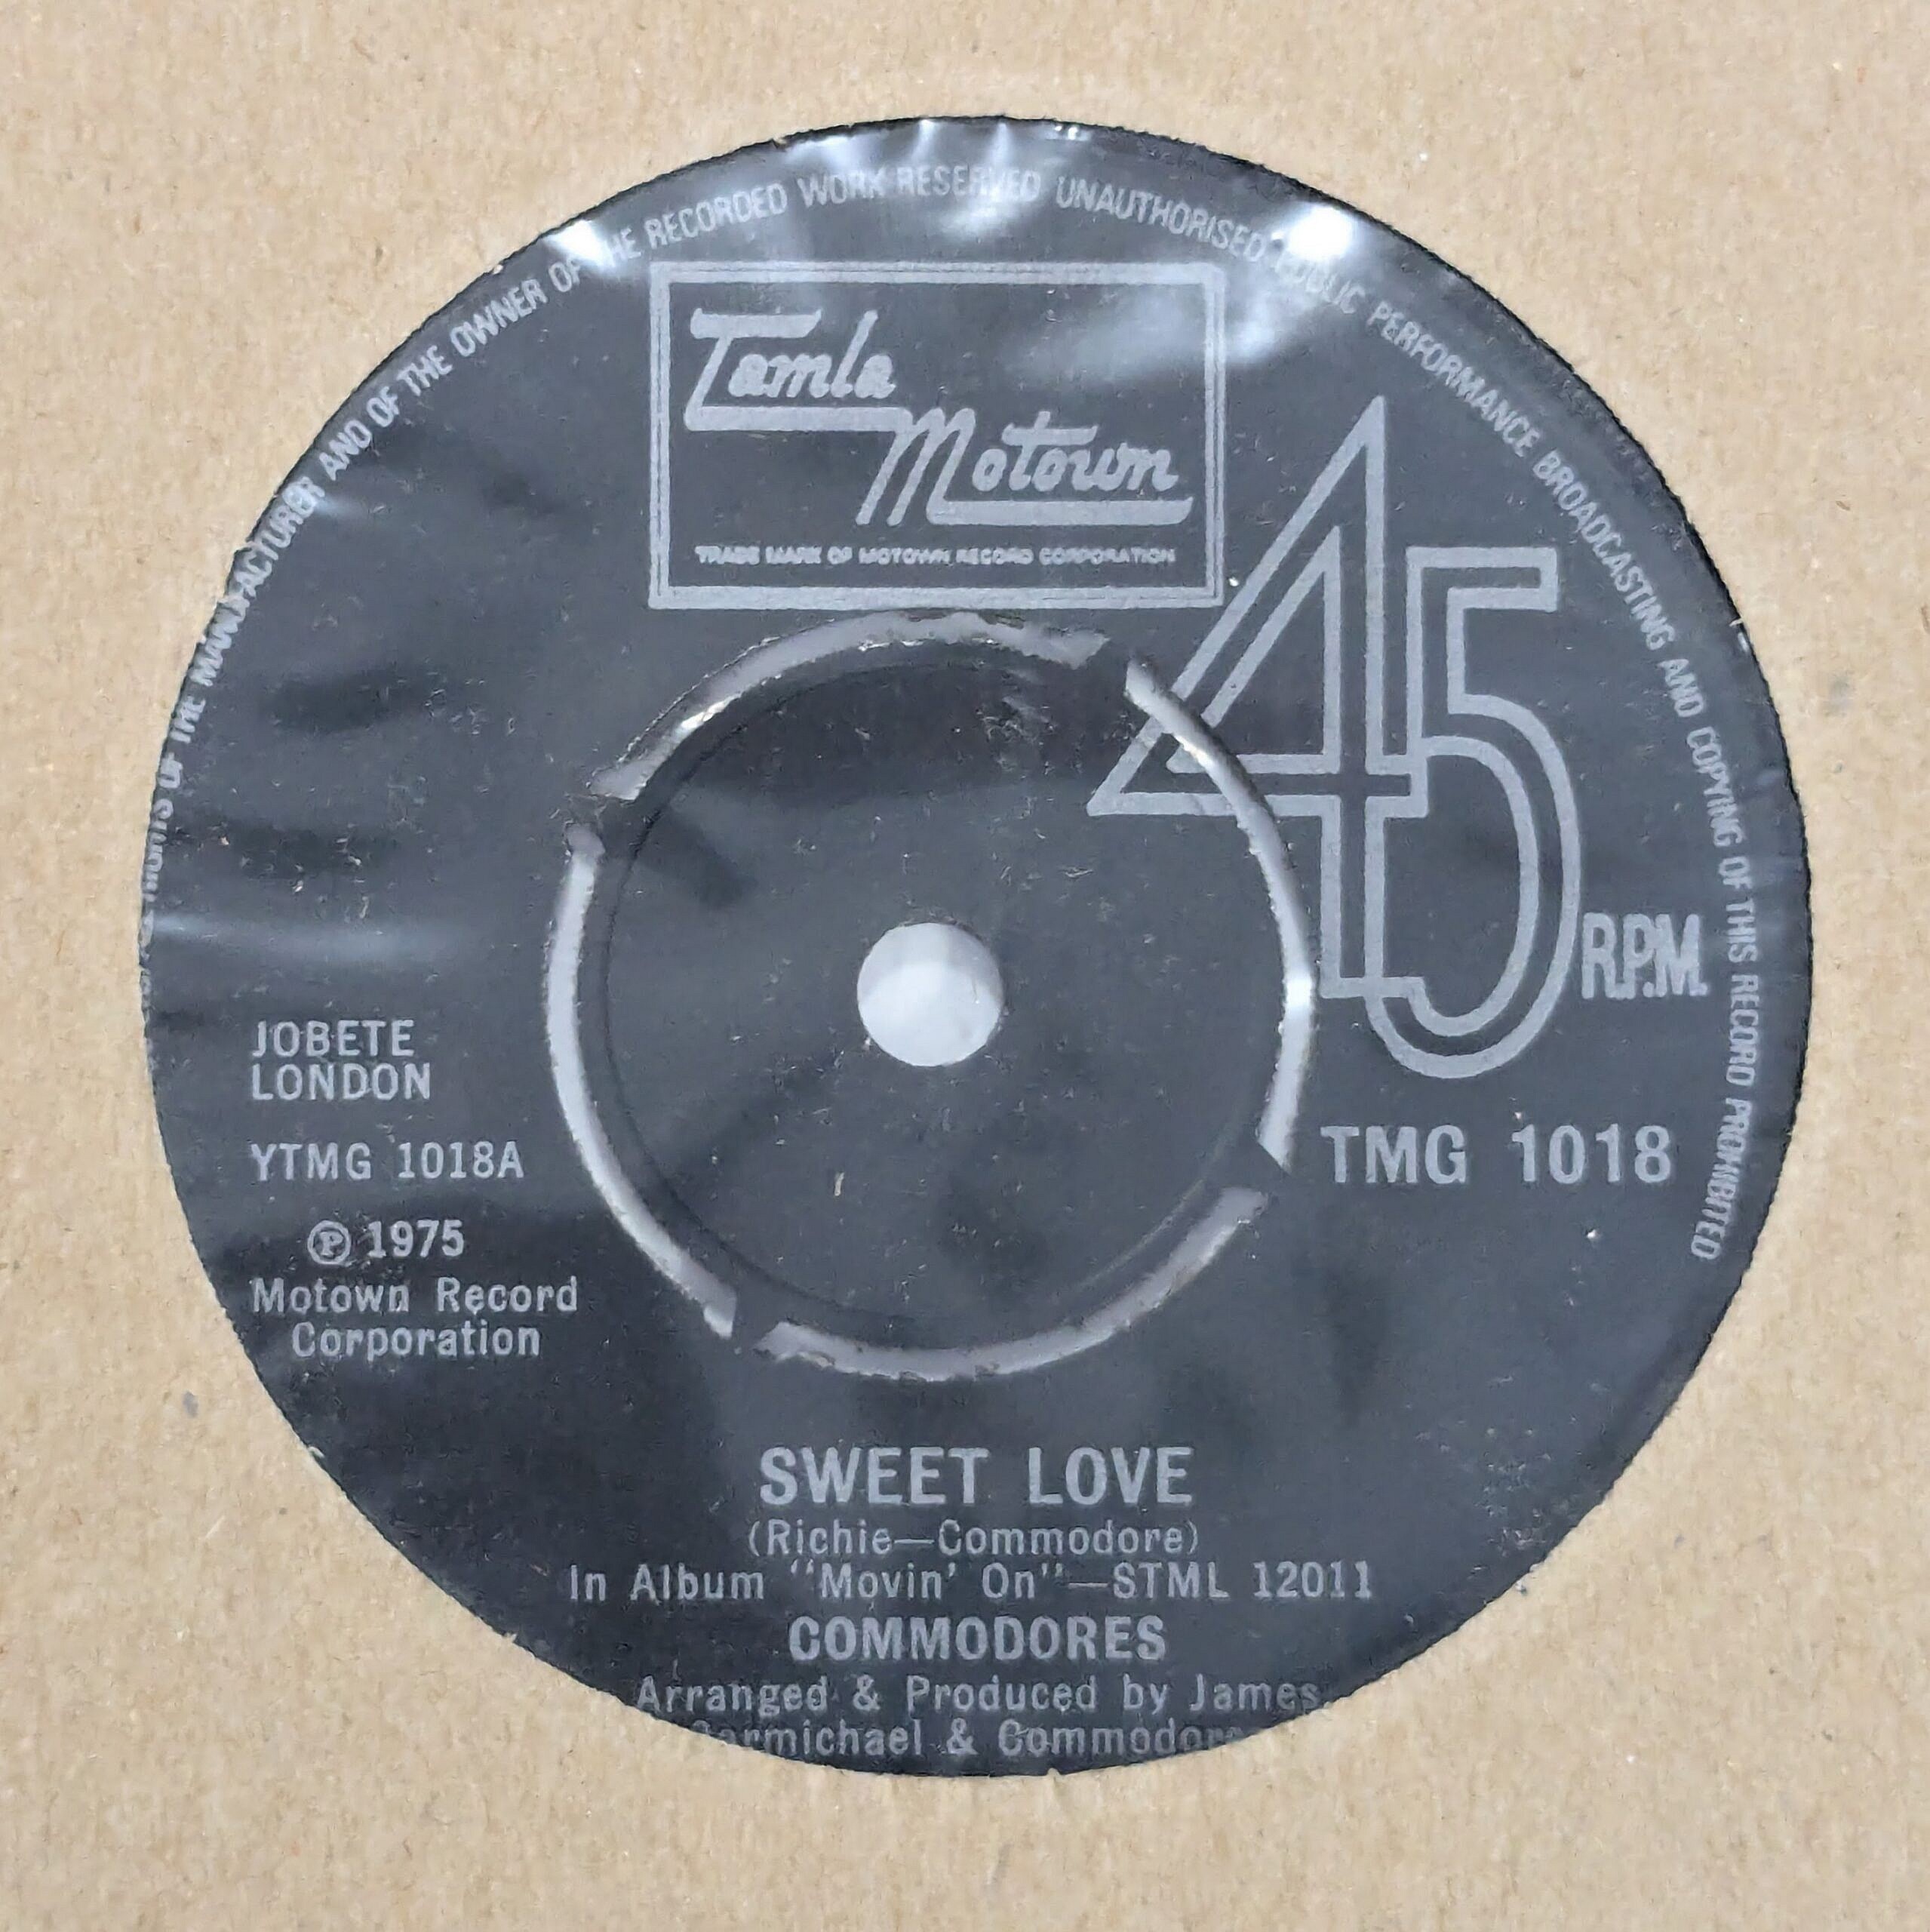 RIGHTS OF THE MANUFACTURER AND OF THE OWNER OF THE RECORDED WORK RESERVED UNAUTHORISED PUBLIC PERFORMANCE BROADCASTING AND COPYING OF THIS RECORD PROHIBITED
Tamla
Motown
TRADE MARK OF MOTOWN RECORD CORPORATION
45
R.P.M.
JOBETE
LONDON
YTMG 1018A
TMG 1018
℗ 1975
Motown Record
Corporation
SWEET LOVE
(Richie—Commodore)
In Album "Movin' On"—STML 12011
COMMODORES
Arranged & Produced by James
Carmichael & Commodore